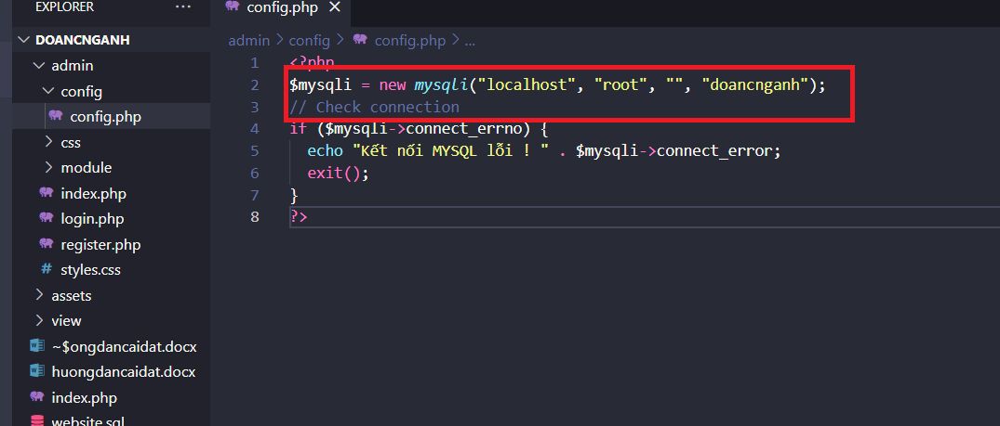 EXPLORER ...
config.php ×
DOANCNGANH
admin
config
config.php
css
module
index.php
login.php
register.php
# styles.css
assets
view
~$ongdancaidat.docx
huongdancaidat.docx
index.php
website.sql
admin > config > config.php > ...
1 <?php
2 $mysqli = new mysqli("localhost", "root", "", "doancnganh");
3 // Check connection
4 if ($mysqli->connect_errno) {
5 echo "Kết nối MYSQL lỗi ! " . $mysqli->connect_error;
6 exit();
7 }
8 ?>